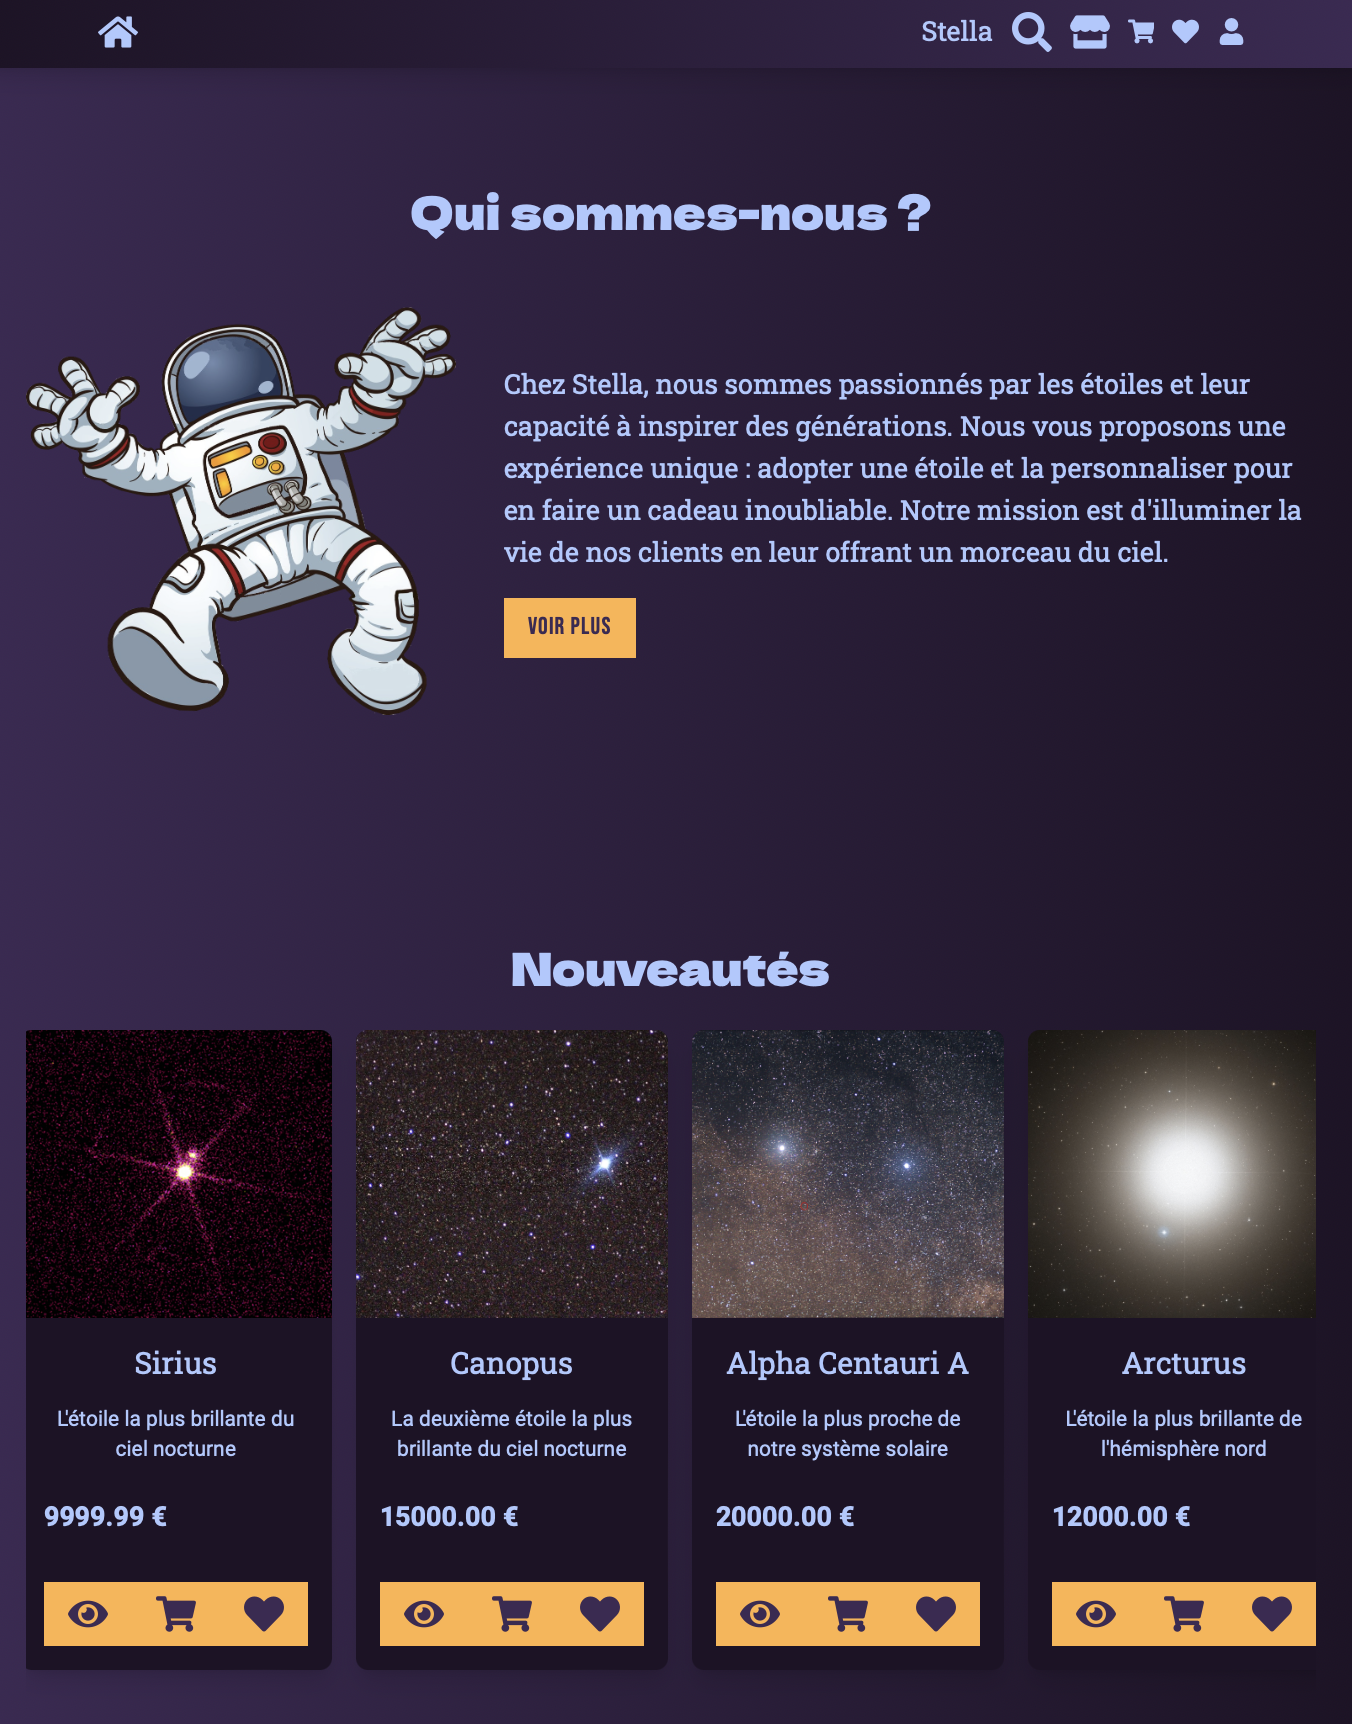 Stella
Qui sommes-nous ?
Chez Stella, nous sommes passionnés par les étoiles et leur
capacité à inspirer des générations. Nous vous proposons une
expérience unique : adopter une étoile et la personnaliser pour
en faire un cadeau inoubliable. Notre mission est d'illuminer la
vie de nos clients en leur offrant un morceau du ciel.
VOIR PLUS
Nouveautés
Sirius
L'étoile la plus brillante du
ciel nocturne
9999.99 €
Canopus
La deuxième étoile la plus
brillante du ciel nocturne
15000.00 €
Alpha Centauri A
L'étoile la plus proche de
notre système solaire
20000.00 €
Arcturus
L'étoile la plus brillante de
l'hémisphère nord
12000.00 €